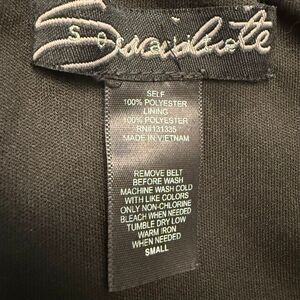 SELF
100% POLYESTER
LINING
100% POLYESTER
RN#131335
MADE IN VIETNAM
REMOVE BELT
BEFORE WASH
MACHINE WASH COLD
WITH LIKE COLORS
ONLY NON-CHLORINE
BLEACH WHEN NEEDED
TUMBLE DRY LOW
WARM IRON
WHEN NEEDED
SMALL